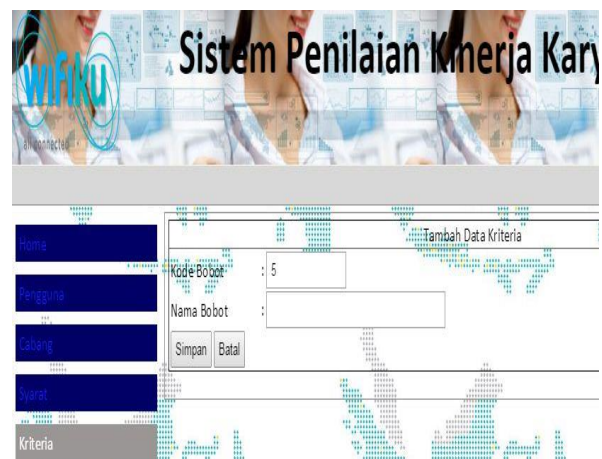 wifiku
all connected
Sistem Penilaian Kinerja Kary
Home
Pengguna
Cabang
Syarat
Kriteria
Tambah Data Kriteria
Kode Bobot : 5
Nama Bobot :
Simpan Batal